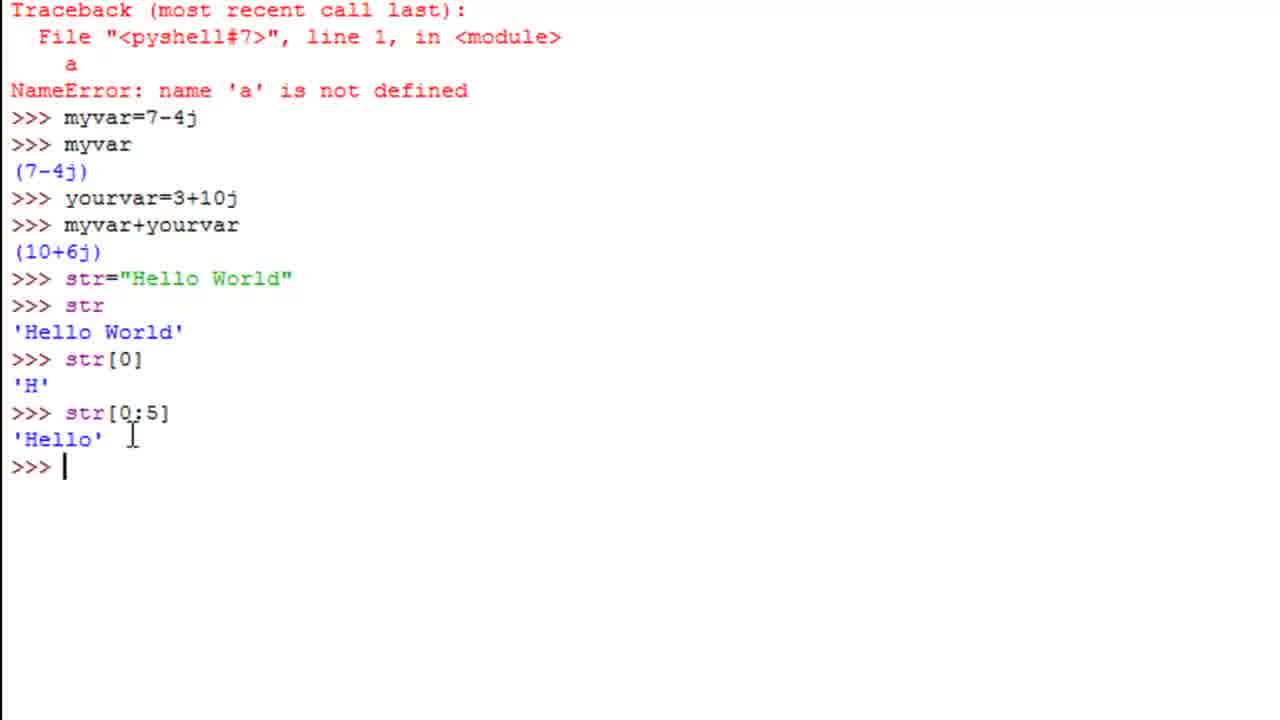 Traceback (most recent call last):
  File "<pyshell#7>", line 1, in <module>
    a
NameError: name 'a' is not defined
>>> myvar=7-4j
>>> myvar
(7-4j)
>>> yourvar=3+10j
>>> myvar+yourvar
(10+6j)
>>> str="Hello World"
>>> str
'Hello World'
>>> str[0]
'H'
>>> str[0:5]
'Hello'
>>>